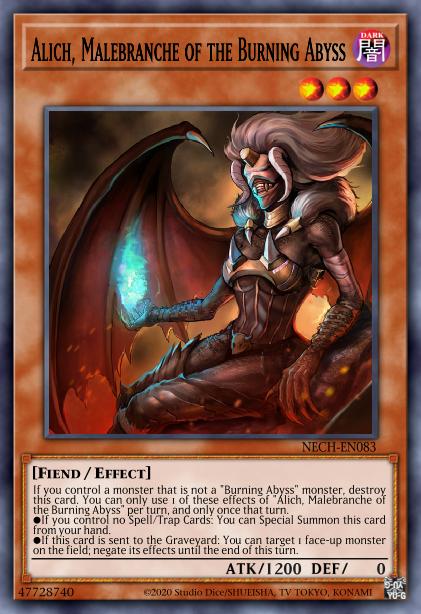 Alich, Malebranche of the Burning Abyss
DARK
闇
NECH-EN083
[Fiend / Effect]
If you control a monster that is not a "Burning Abyss" monster, destroy
this card. You can only use 1 of these effects of "Alich, Malebranche of
the Burning Abyss" per turn, and only once that turn.
●If you control no Spell/Trap Cards: You can Special Summon this card
from your hand.
●If this card is sent to the Graveyard: You can target 1 face-up monster
on the field; negate its effects until the end of this turn.
ATK/1200 DEF/ 0
47728740
©2020 Studio Dice/SHUEISHA, TV TOKYO, KONAMI